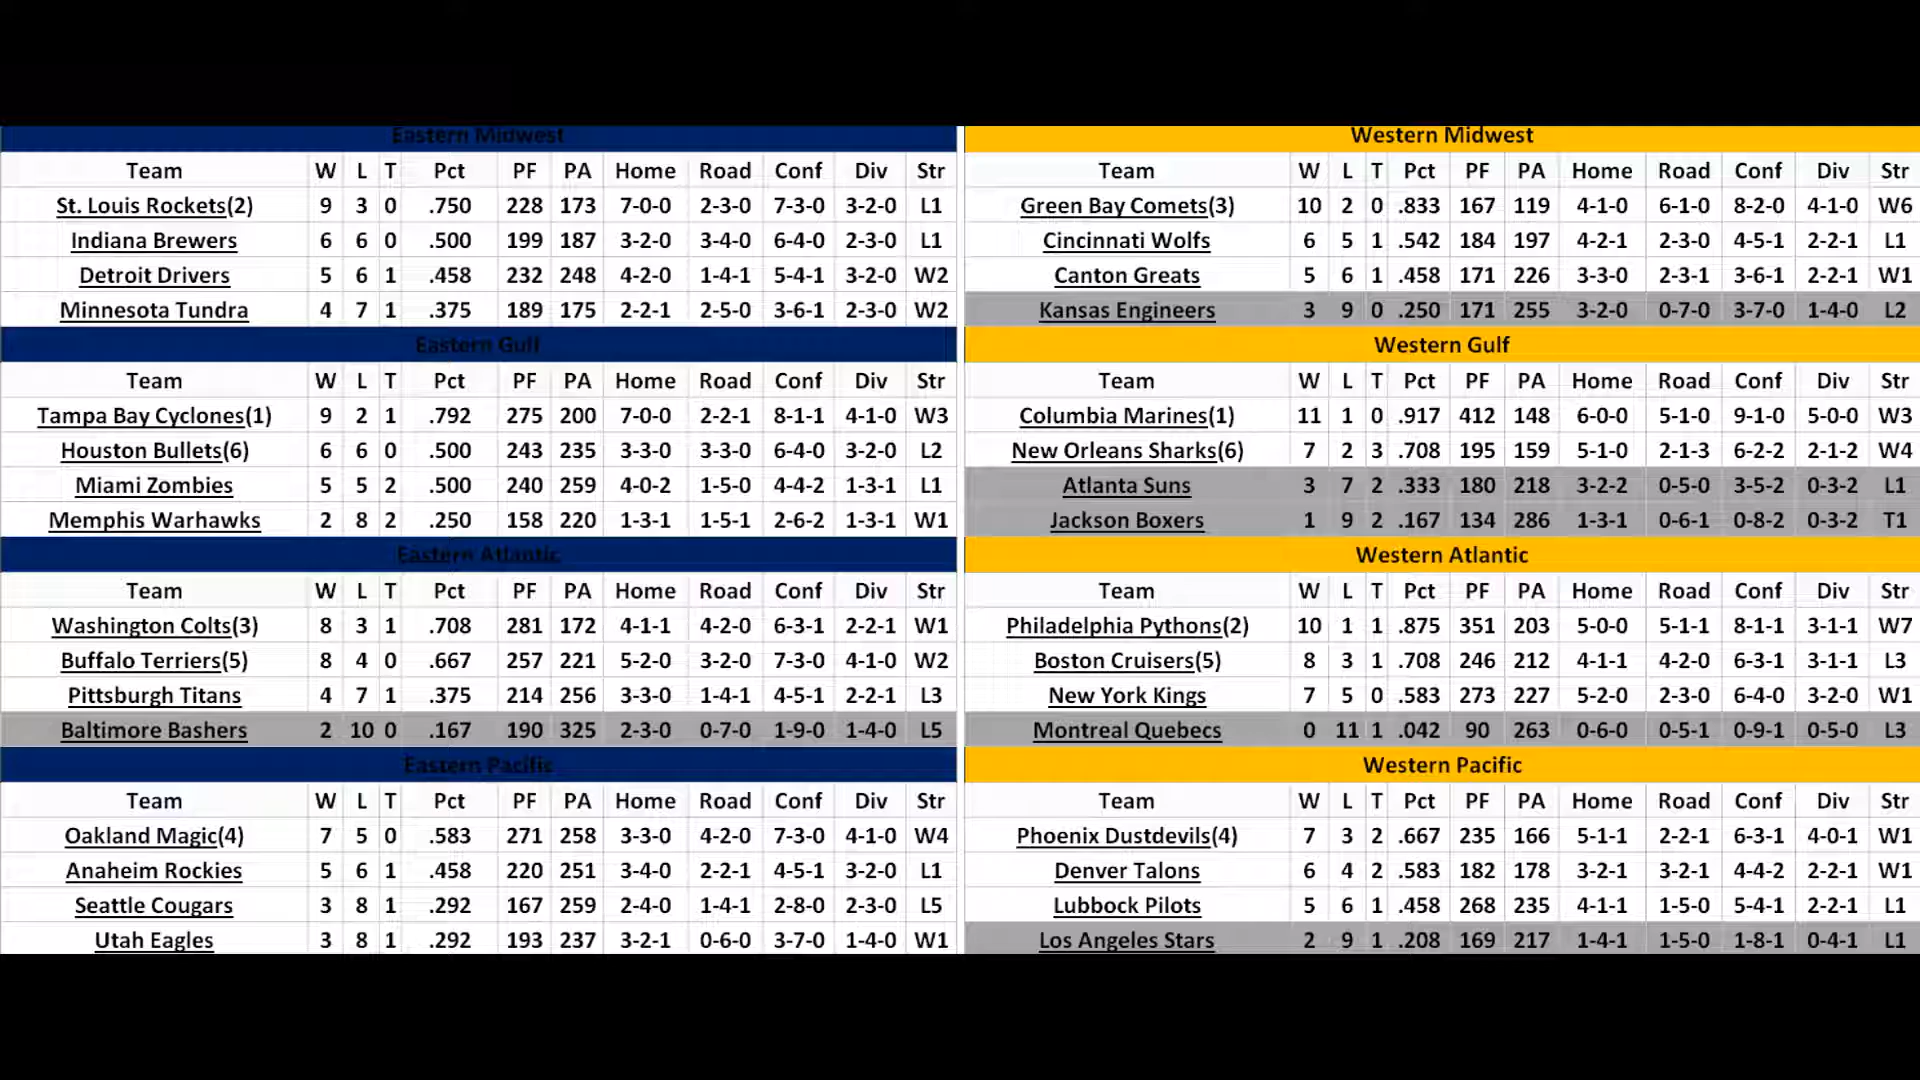 Eastern Midwest
Team W L T Pct PF PA Home Road Conf Div Str
St. Louis Rockets(2) 9 3 0 .750 228 173 7-0-0 2-3-0 7-3-0 3-2-0 L1
Indiana Brewers 6 6 0 .500 199 187 3-2-0 3-4-0 6-4-0 2-3-0 L1
Detroit Drivers 5 6 1 .458 232 248 4-2-0 1-4-1 5-4-1 3-2-0 W2
Minnesota Tundra 4 7 1 .375 189 175 2-2-1 2-5-0 3-6-1 2-3-0 W2
Eastern Gulf
Team W L T Pct PF PA Home Road Conf Div Str
Tampa Bay Cyclones(1) 9 2 1 .792 275 200 7-0-0 2-2-1 8-1-1 4-1-0 W3
Houston Bullets(6) 6 6 0 .500 243 235 3-3-0 3-3-0 6-4-0 3-2-0 L2
Miami Zombies 5 5 2 .500 240 259 4-0-2 1-5-0 4-4-2 1-3-1 L1
Memphis Warhawks 2 8 2 .250 158 220 1-3-1 1-5-1 2-6-2 1-3-1 W1
Eastern Atlantic
Team W L T Pct PF PA Home Road Conf Div Str
Washington Colts(3) 8 3 1 .708 281 172 4-1-1 4-2-0 6-3-1 2-2-1 W1
Buffalo Terriers(5) 8 4 0 .667 257 221 5-2-0 3-2-0 7-3-0 4-1-0 W2
Pittsburgh Titans 4 7 1 .375 214 256 3-3-0 1-4-1 4-5-1 2-2-1 L3
Baltimore Bashers 2 10 0 .167 190 325 2-3-0 0-7-0 1-9-0 1-4-0 L5
Eastern Pacific
Team W L T Pct PF PA Home Road Conf Div Str
Oakland Magic(4) 7 5 0 .583 271 258 3-3-0 4-2-0 7-3-0 4-1-0 W4
Anaheim Rockies 5 6 1 .458 220 251 3-4-0 2-2-1 4-5-1 3-2-0 L1
Seattle Cougars 3 8 1 .292 167 259 2-4-0 1-4-1 2-8-0 2-3-0 L5
Utah Eagles 3 8 1 .292 193 237 3-2-1 0-6-0 3-7-0 1-4-0 W1
Western Midwest
Team W L T Pct PF PA Home Road Conf Div Str
Green Bay Comets(3) 10 2 0 .833 167 119 4-1-0 6-1-0 8-2-0 4-1-0 W6
Cincinnati Wolfs 6 5 1 .542 184 197 4-2-1 2-3-0 4-5-1 2-2-1 L1
Canton Greats 5 6 1 .458 171 226 3-3-0 2-3-1 3-6-1 2-2-1 W1
Kansas Engineers 3 9 0 .250 171 255 3-2-0 0-7-0 3-7-0 1-4-0 L2
Western Gulf
Team W L T Pct PF PA Home Road Conf Div Str
Columbia Marines(1) 11 1 0 .917 412 148 6-0-0 5-1-0 9-1-0 5-0-0 W3
New Orleans Sharks(6) 7 2 3 .708 195 159 5-1-0 2-1-3 6-2-2 2-1-2 W4
Atlanta Suns 3 7 2 .333 180 218 3-2-2 0-5-0 3-5-2 0-3-2 L1
Jackson Boxers 1 9 2 .167 134 286 1-3-1 0-6-1 0-8-2 0-3-2 T1
Western Atlantic
Team W L T Pct PF PA Home Road Conf Div Str
Philadelphia Pythons(2) 10 1 1 .875 351 203 5-0-0 5-1-1 8-1-1 3-1-1 W7
Boston Cruisers(5) 8 3 1 .708 246 212 4-1-1 4-2-0 6-3-1 3-1-1 L3
New York Kings 7 5 0 .583 273 227 5-2-0 2-3-0 6-4-0 3-2-0 W1
Montreal Quebecs 0 11 1 .042 90 263 0-6-0 0-5-1 0-9-1 0-5-0 L3
Western Pacific
Team W L T Pct PF PA Home Road Conf Div Str
Phoenix Dustdevils(4) 7 3 2 .667 235 166 5-1-1 2-2-1 6-3-1 4-0-1 W1
Denver Talons 6 4 2 .583 182 178 3-2-1 3-2-1 4-4-2 2-2-1 W1
Lubbock Pilots 5 6 1 .458 268 235 4-1-1 1-5-0 5-4-1 2-2-1 L1
Los Angeles Stars 2 9 1 .208 169 217 1-4-1 1-5-0 1-8-1 0-4-1 L1